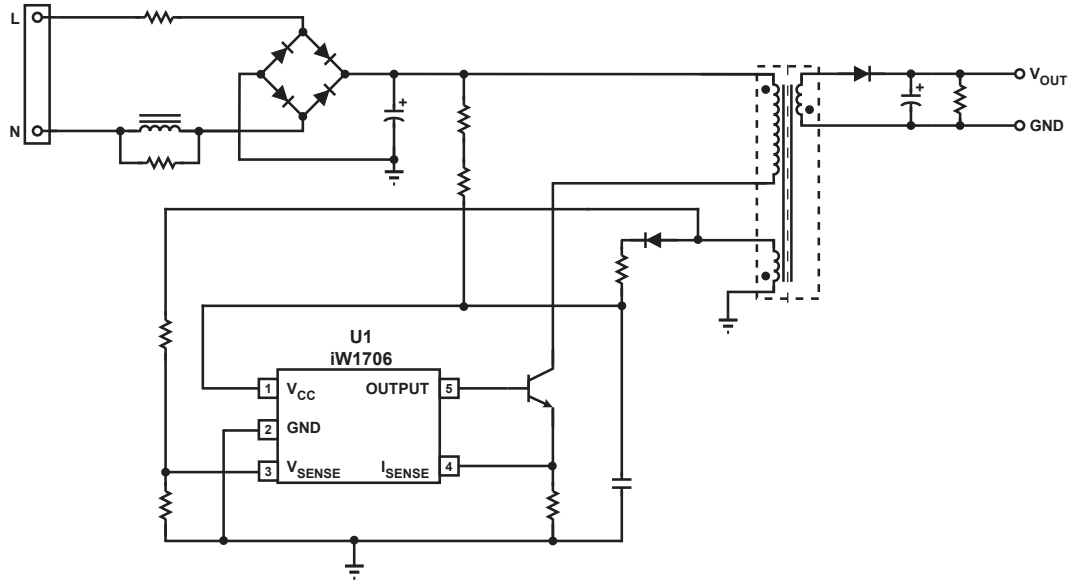 L
N
+
+
V_OUT
GND
U1
iW1706
1
V_CC
OUTPUT
5
2
GND
3
V_SENSE
I_SENSE
4